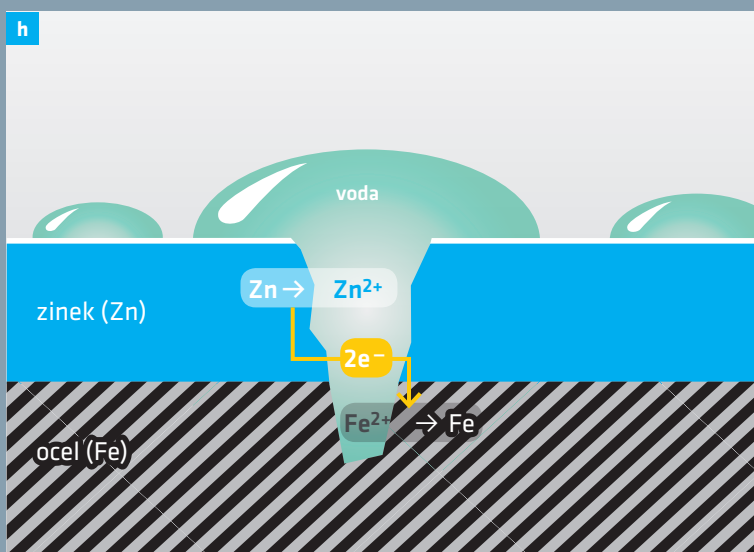 h
voda
Zn → Zn²⁺
zinek (Zn)
2e⁻
Fe²⁺ → Fe
ocel (Fe)